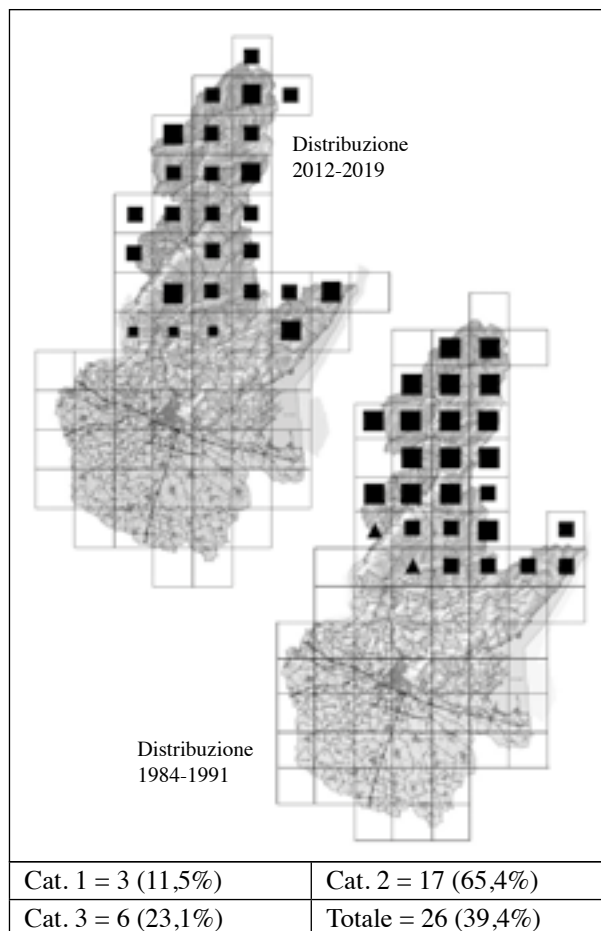 Distribuzione
2012-2019
Distribuzione
1984-1991
Cat. 1 = 3 (11,5%)
Cat. 2 = 17 (65,4%)
Cat. 3 = 6 (23,1%)
Totale = 26 (39,4%)